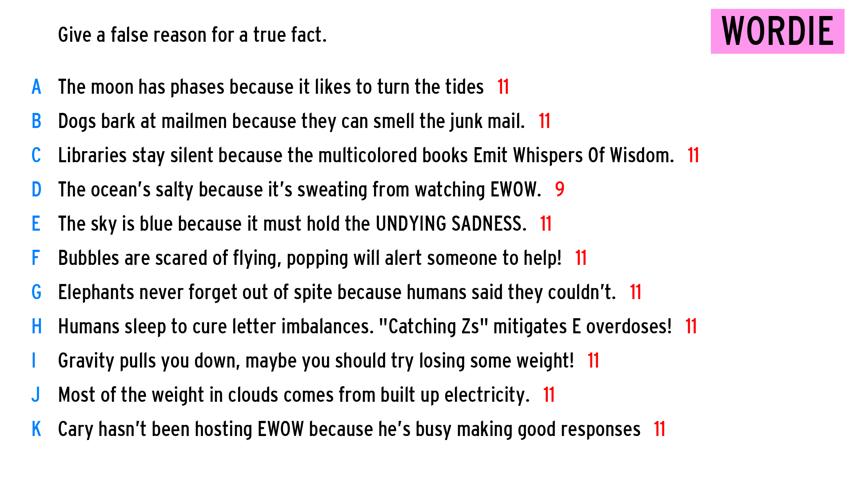 WORDIE
Give a false reason for a true fact.
A The moon has phases because it likes to turn the tides 11
B Dogs bark at mailmen because they can smell the junk mail. 11
C Libraries stay silent because the multicolored books Emit Whispers Of Wisdom. 11
D The ocean's salty because it's sweating from watching EWOW. 9
E The sky is blue because it must hold the UNDYING SADNESS. 11
F Bubbles are scared of flying, popping will alert someone to help! 11
G Elephants never forget out of spite because humans said they couldn't. 11
H Humans sleep to cure letter imbalances. "Catching Zs" mitigates E overdoses! 11
I Gravity pulls you down, maybe you should try losing some weight! 11
J Most of the weight in clouds comes from built up electricity. 11
K Cary hasn't been hosting EWOW because he's busy making good responses 11